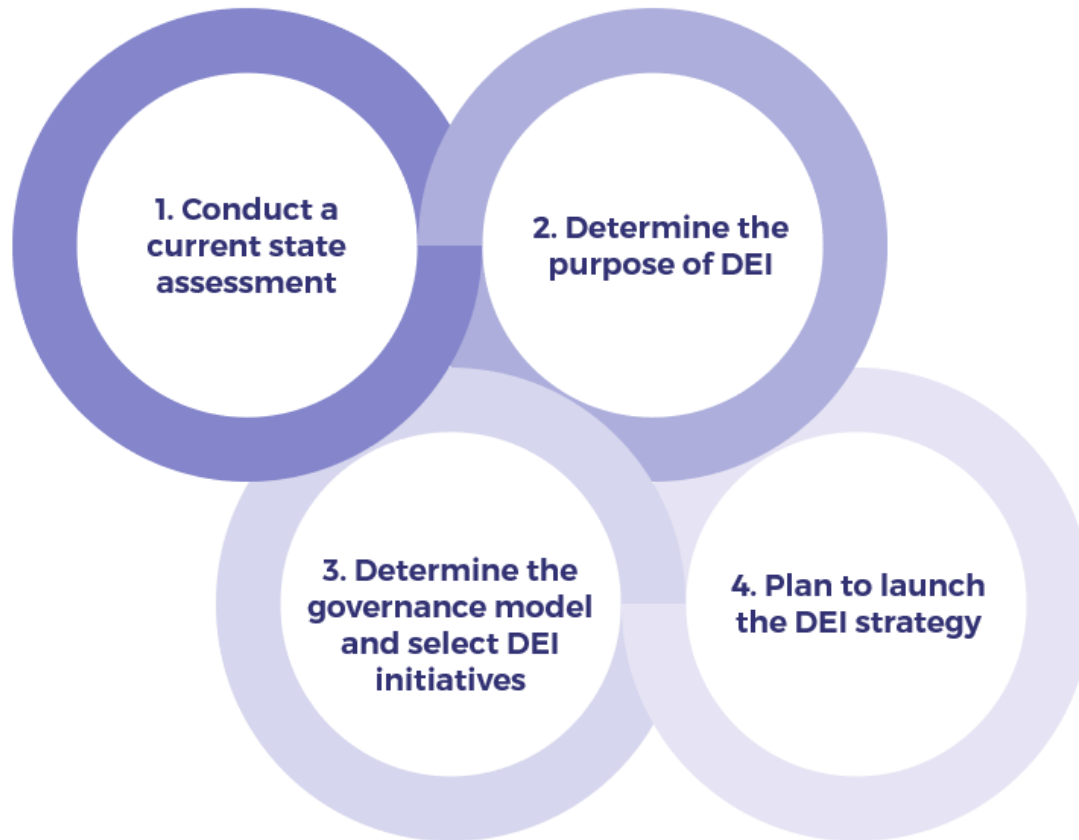 1. Conduct a
current state
assessment
2. Determine the
purpose of DEI
3. Determine the
governance model
and select DEI
initiatives
4. Plan to launch
the DEI strategy